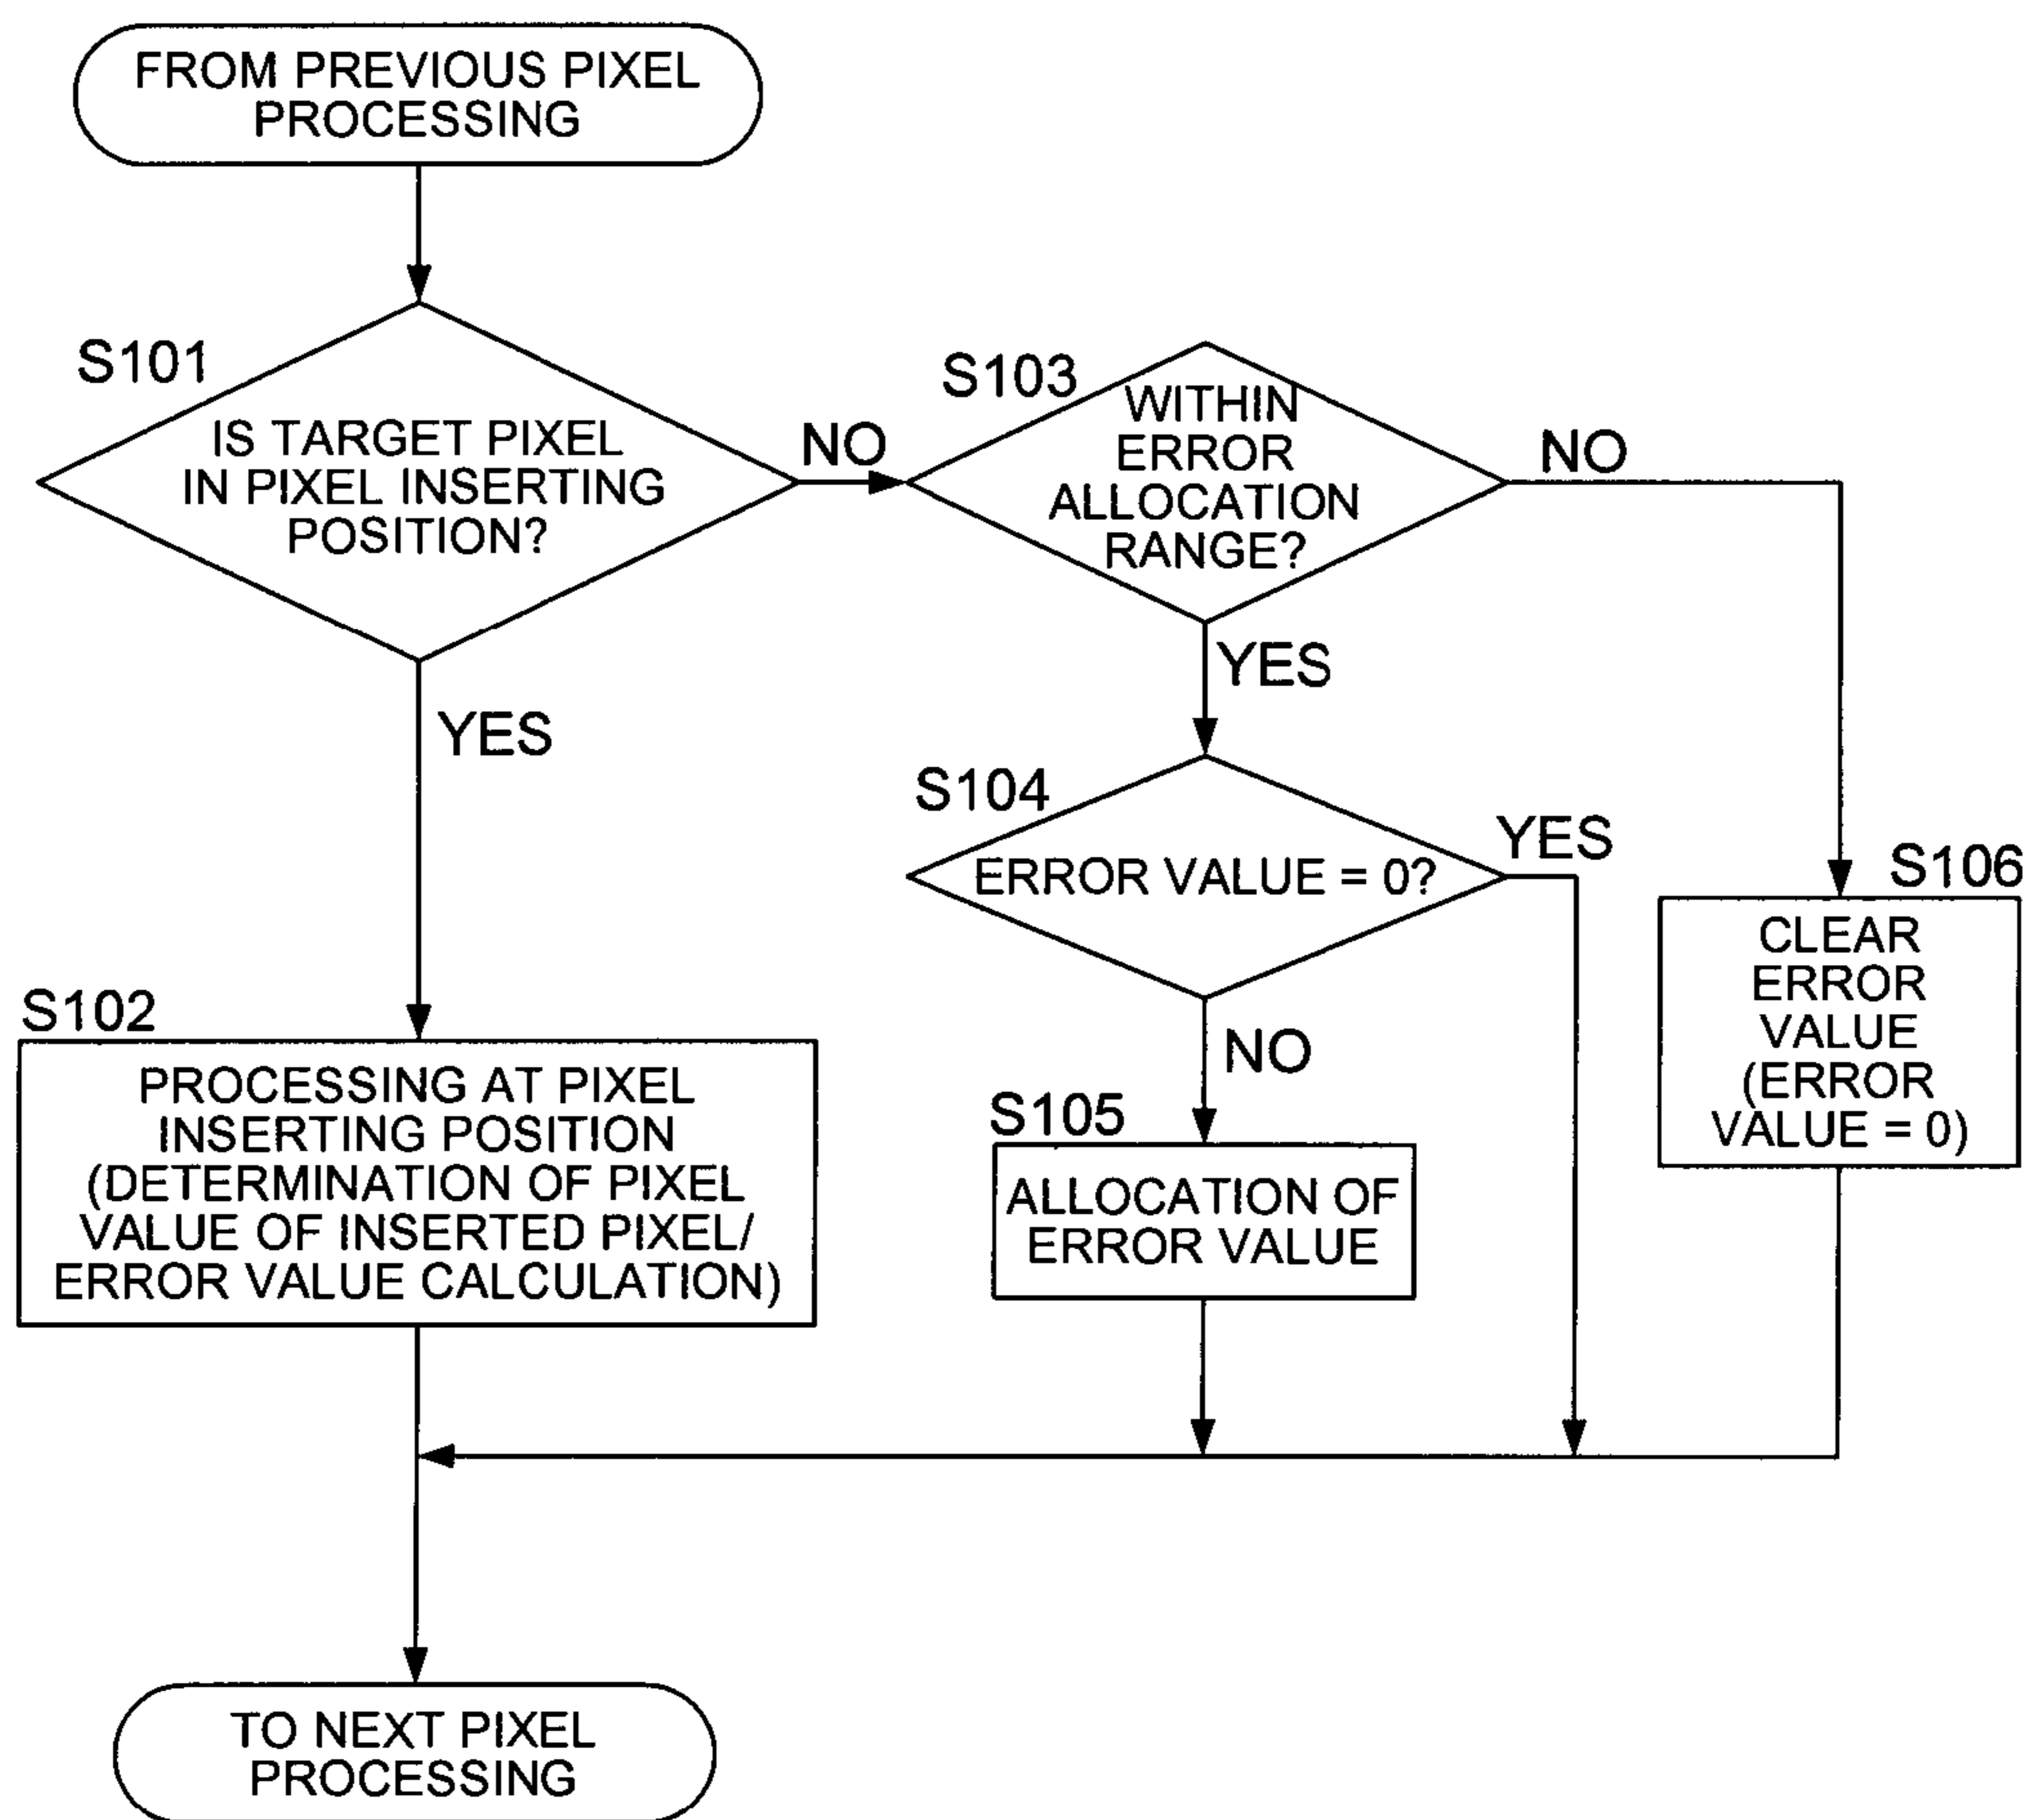 FROM PREVIOUS PIXEL
PROCESSING
S101
IS TARGET PIXEL
IN PIXEL INSERTING
POSITION?
NO
YES
S103
WITHIN
ERROR
ALLOCATION
RANGE?
NO
YES
S104
ERROR VALUE = 0?
YES
NO
S106
CLEAR
ERROR
VALUE
(ERROR
VALUE = 0)
S102
PROCESSING AT PIXEL
INSERTING POSITION
(DETERMINATION OF PIXEL
VALUE OF INSERTED PIXEL/
ERROR VALUE CALCULATION)
S105
ALLOCATION OF
ERROR VALUE
TO NEXT PIXEL
PROCESSING